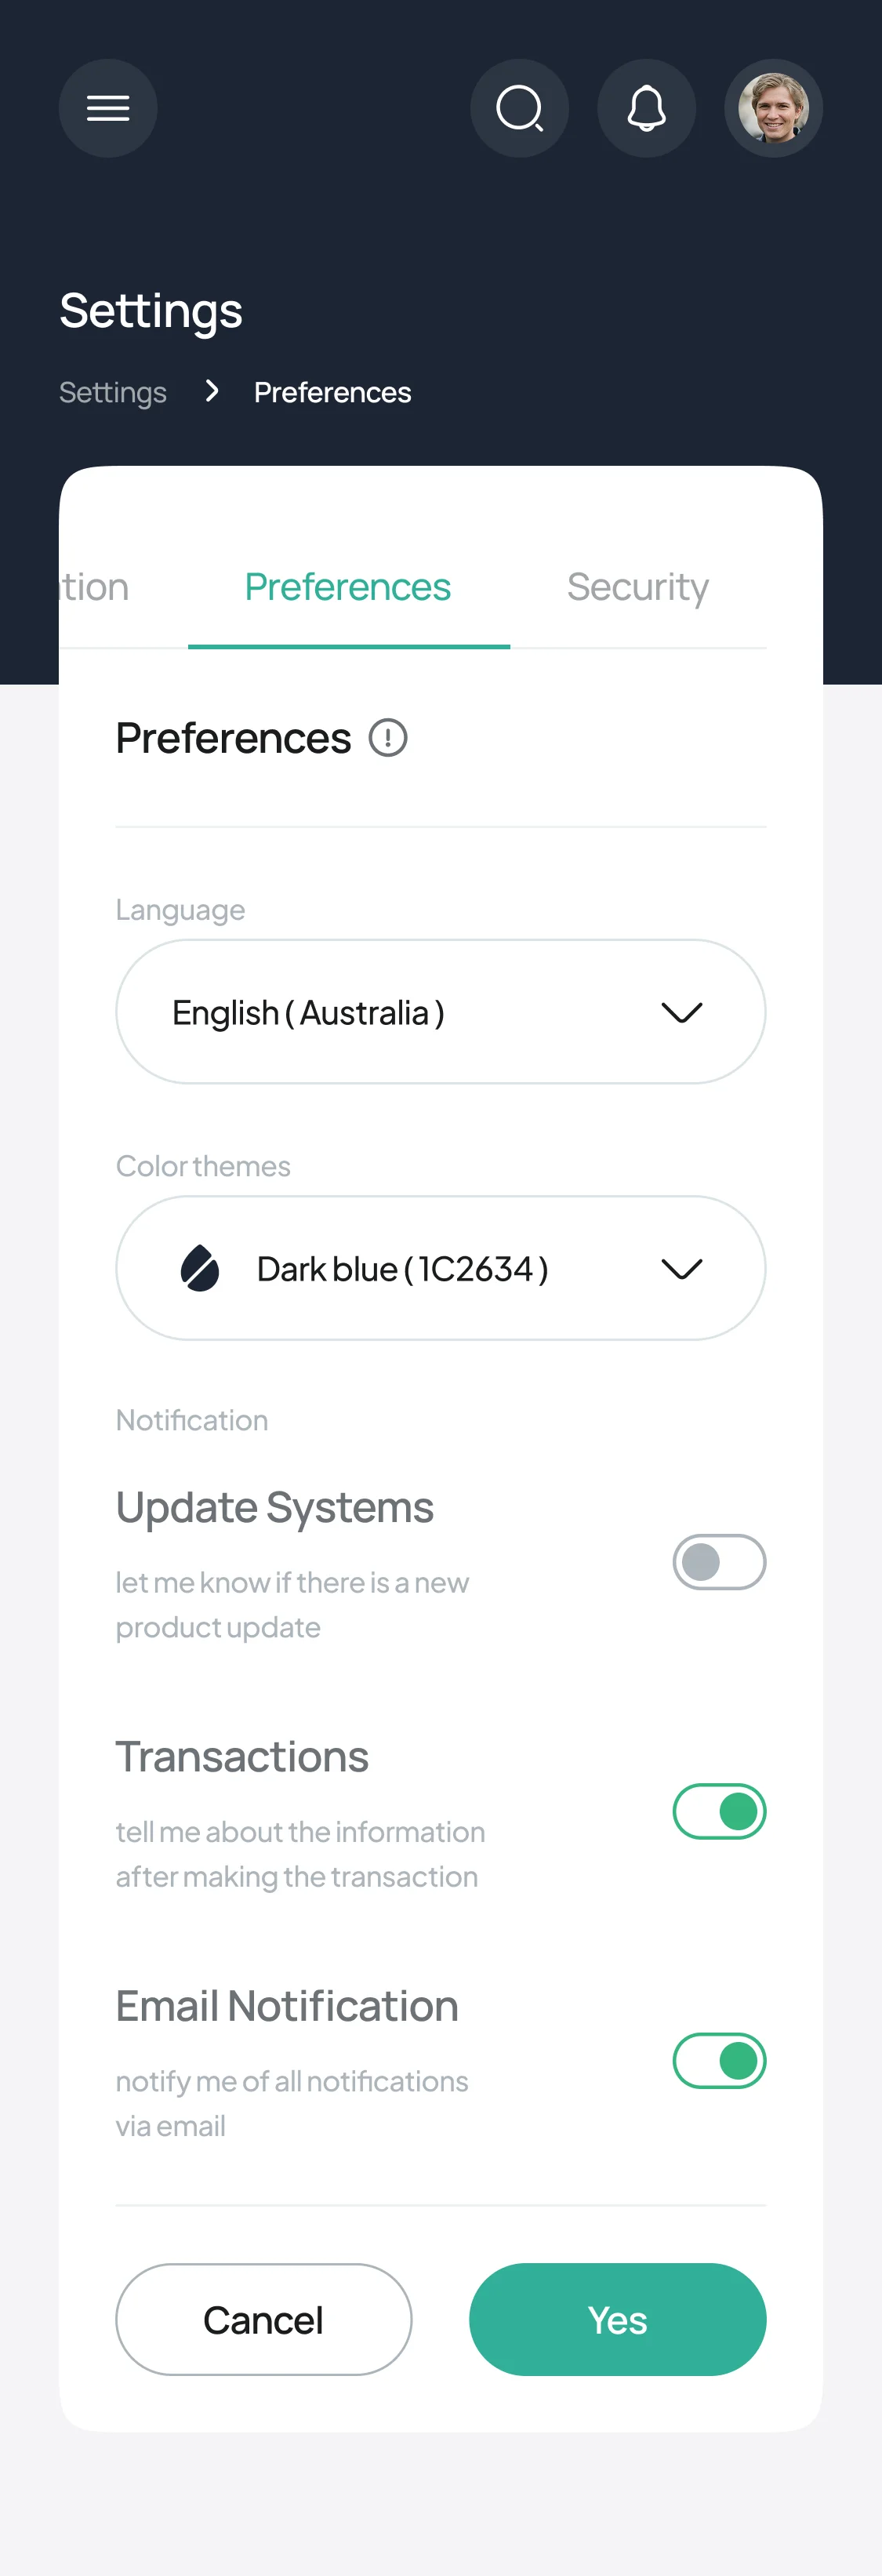 Settings
Settings > Preferences
tion Preferences Security
Preferences
Language
English ( Australia )
Color themes
Dark blue ( 1C2634 )
Notification
Update Systems
let me know if there is a new
product update
Transactions
tell me about the information
after making the transaction
Email Notification
notify me of all notifications
via email
Cancel Yes